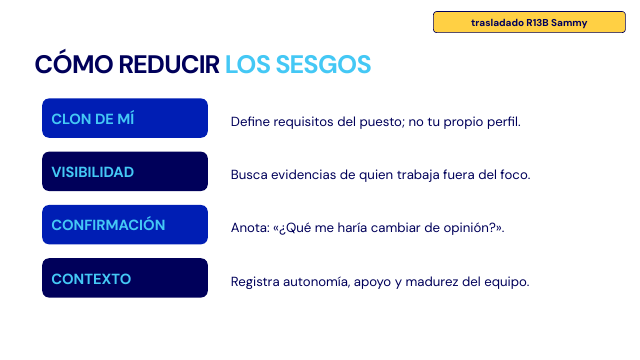 trasladado R13B Sammy
CÓMO REDUCIR LOS SESGOS
CLON DE MÍ
Define requisitos del puesto; no tu propio perfil.
VISIBILIDAD
Busca evidencias de quien trabaja fuera del foco.
CONFIRMACIÓN
Anota: «¿Qué me haría cambiar de opinión?».
CONTEXTO
Registra autonomía, apoyo y madurez del equipo.